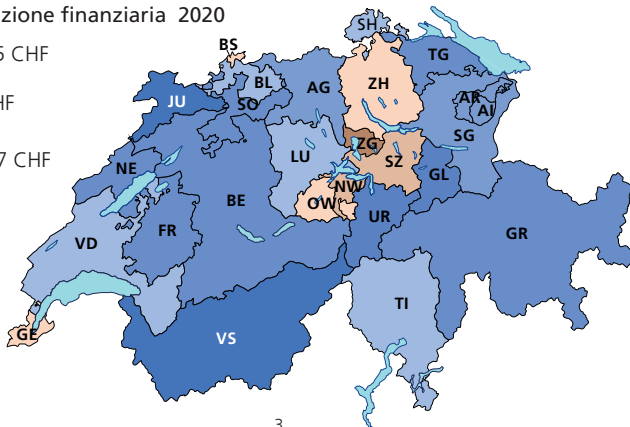 zione finanziaria 2020
5 CHF
HF
7 CHF
SH
BS
TG
BL
ZH
AG
JU
SO
AR
AI
SG
ZG
LU
SZ
NE
GL
NW
BE
OW
UR
FR
GR
VD
TI
GE
VS
3